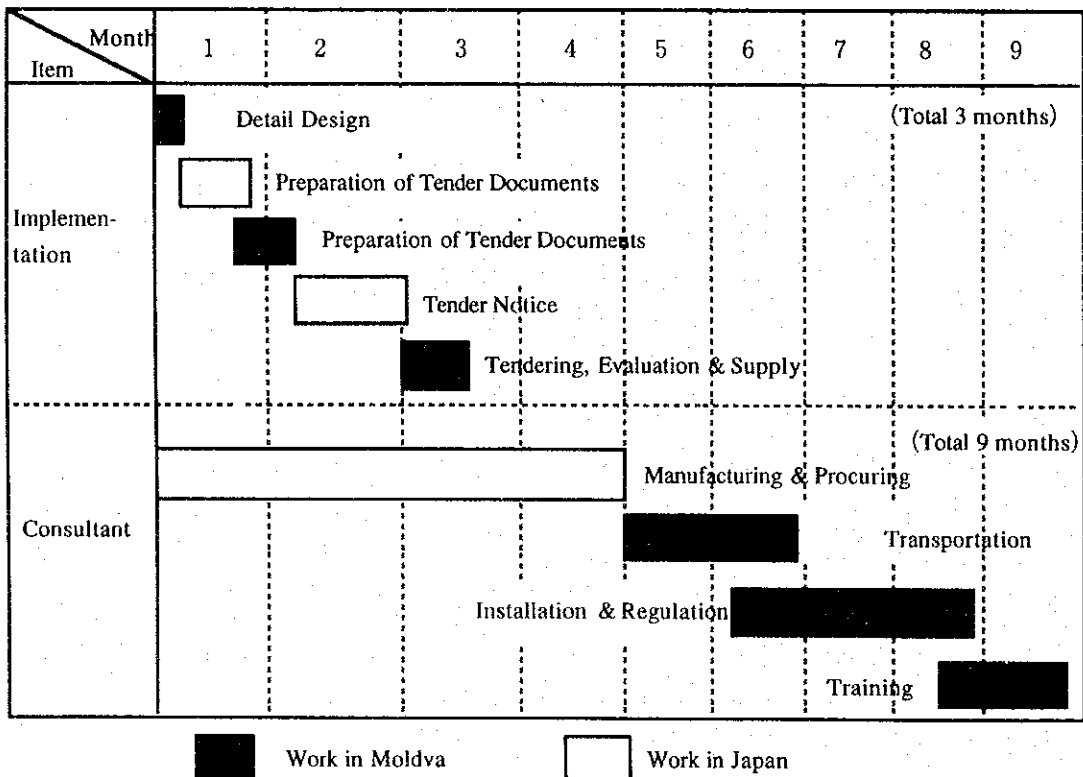 Month
Item
1 2 3 4 5 6 7 8 9
Detail Design
(Total 3 months)
Preparation of Tender Documents
Implemen-
tation
Preparation of Tender Documents
Tender Notice
Tendering, Evaluation & Supply
(Total 9 months)
Manufacturing & Procuring
Consultant
Transportation
Installation & Regulation
Training
Work in Moldva
Work in Japan